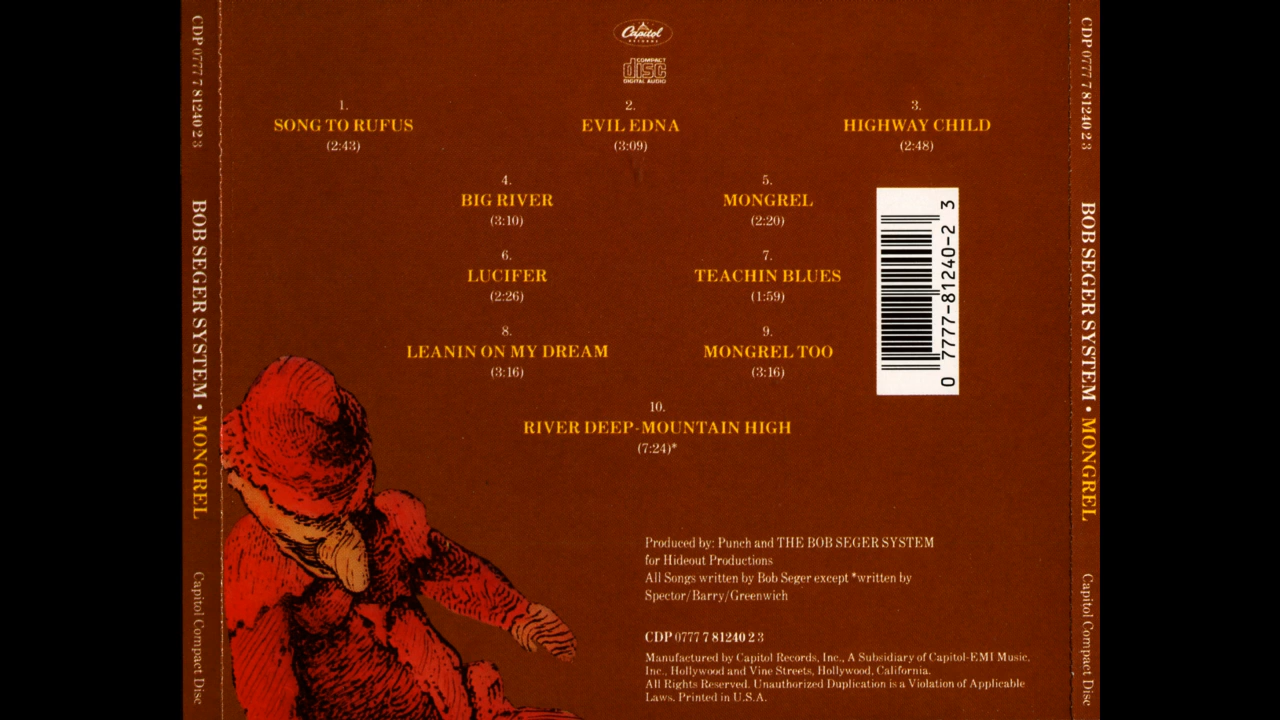 Capitol
RECORDS
COMPACT
disc
DIGITAL AUDIO
1.
SONG TO RUFUS
(2:43)
2.
EVIL EDNA
(3:09)
3.
HIGHWAY CHILD
(2:48)
4.
BIG RIVER
(3:10)
5.
MONGREL
(2:20)
6.
LUCIFER
(2:26)
7.
TEACHIN BLUES
(1:59)
8.
LEANIN ON MY DREAM
(3:16)
9.
MONGREL TOO
(3:16)
10.
RIVER DEEP-MOUNTAIN HIGH
(7:24)*
0 7777-81240-2 3
Produced by: Punch and THE BOB SEGER SYSTEM
for Hideout Productions
All Songs written by Bob Seger except *written by
Spector/Barry/Greenwich
CDP 0777 7 81240 2 3
Manufactured by Capitol Records, Inc., A Subsidiary of Capitol-EMI Music.
Inc., Hollywood and Vine Streets, Hollywood, California.
All Rights Reserved. Unauthorized Duplication is a Violation of Applicable
Laws. Printed in U.S.A.
CDP 0777 7 81240 2 3 BOB SEGER SYSTEM • MONGREL Capitol Compact Disc
CDP 0777 7 81240 2 3 BOB SEGER SYSTEM • MONGREL Capitol Compact Disc